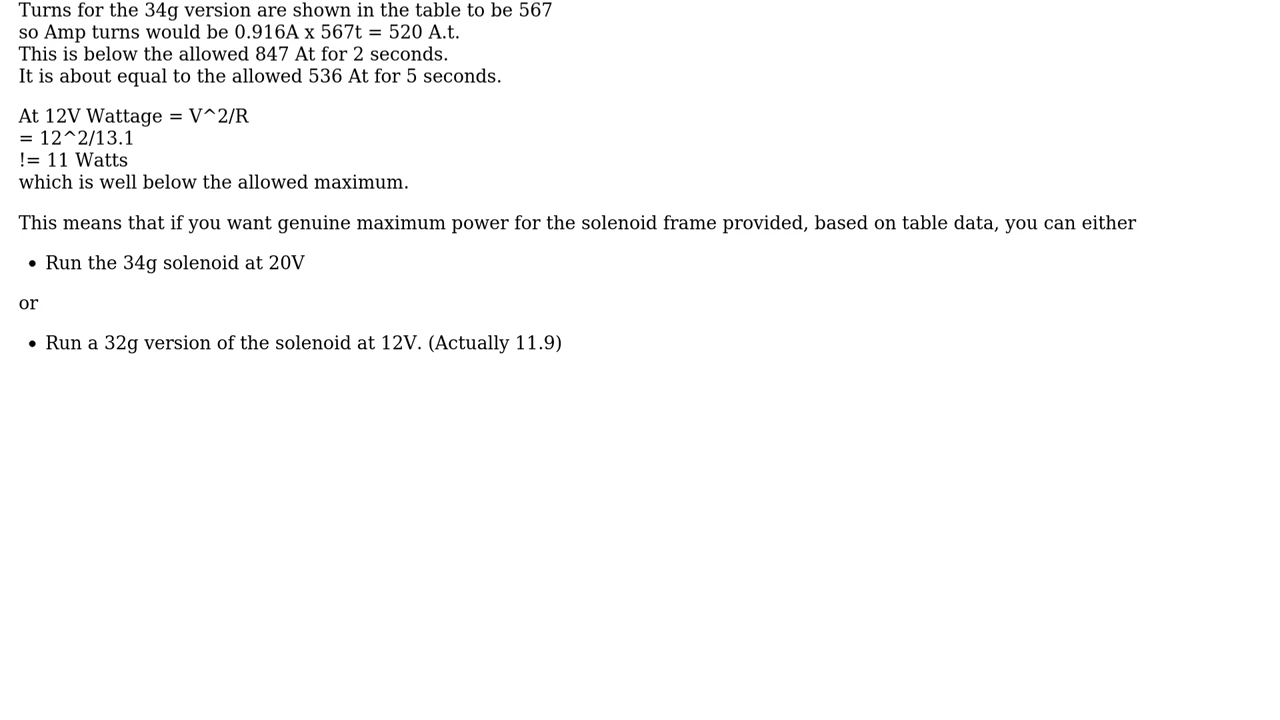 Turns for the 34g version are shown in the table to be 567
so Amp turns would be 0.916A x 567t = 520 A.t.
This is below the allowed 847 At for 2 seconds.
It is about equal to the allowed 536 At for 5 seconds.
At 12V Wattage = V^2/R
= 12^2/13.1
!= 11 Watts
which is well below the allowed maximum.
This means that if you want genuine maximum power for the solenoid frame provided, based on table data, you can either
• Run the 34g solenoid at 20V
or
• Run a 32g version of the solenoid at 12V. (Actually 11.9)